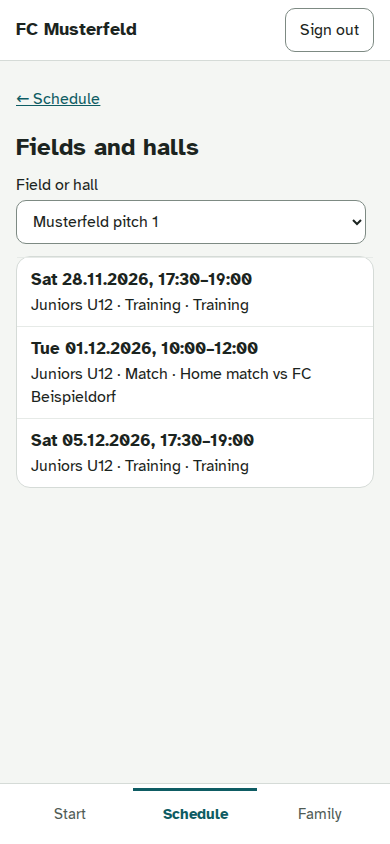 FC Musterfeld
Sign out
← Schedule
Fields and halls
Field or hall
Musterfeld pitch 1
Sat 28.11.2026, 17:30–19:00
Juniors U12 · Training · Training
Tue 01.12.2026, 10:00–12:00
Juniors U12 · Match · Home match vs FC
Beispieldorf
Sat 05.12.2026, 17:30–19:00
Juniors U12 · Training · Training
Start
Schedule
Family